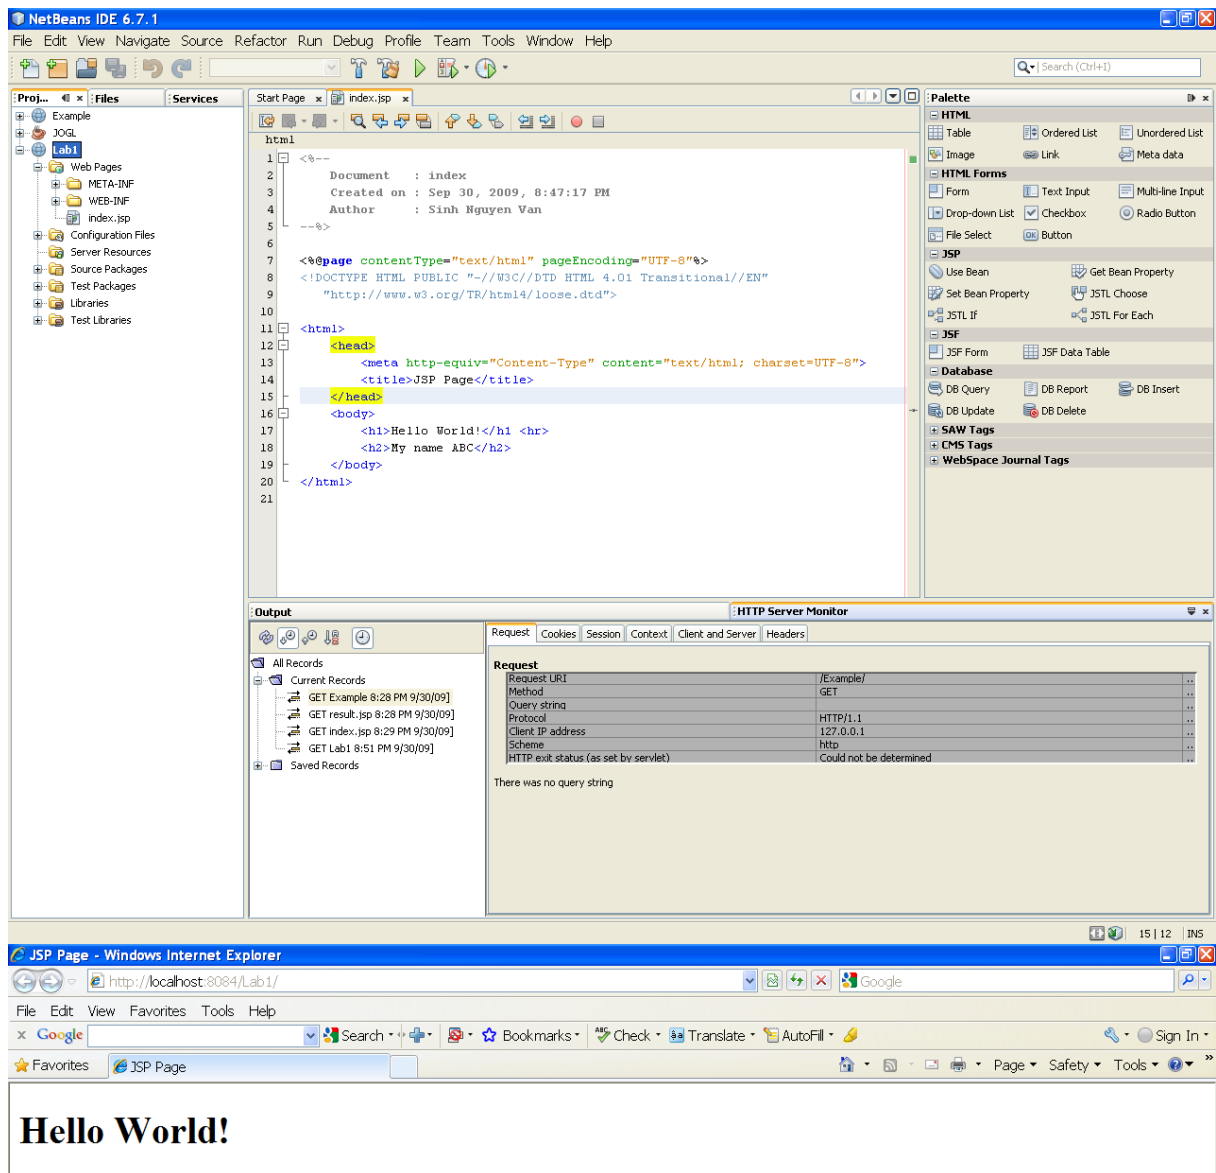 NetBeans IDE 6.7.1
File Edit View Navigate Source Refactor Run Debug Profile Team Tools Window Help
Search (Ctrl+I)
Proj... Files Services
Example
JOGL
Lab1
Web Pages
META-INF
WEB-INF
index.jsp
Configuration Files
Server Resources
Source Packages
Test Packages
Libraries
Test Libraries
Start Page index.jsp
html
1 <%--
2 Document : index
3 Created on : Sep 30, 2009, 8:47:17 PM
4 Author : Sinh Nguyen Van
5 --%>
6
7 <%@page contentType="text/html" pageEncoding="UTF-8"%>
8 <!DOCTYPE HTML PUBLIC "-//W3C//DTD HTML 4.01 Transitional//EN"
9 "http://www.w3.org/TR/html4/loose.dtd">
10
11 <html>
12 <head>
13 <meta http-equiv="Content-Type" content="text/html; charset=UTF-8">
14 <title>JSP Page</title>
15 </head>
16 <body>
17 <h1>Hello World!</h1 <hr>
18 <h2>My name ABC</h2>
19 </body>
20 </html>
21
Palette
HTML
Table Ordered List Unordered List
Image Link Meta data
HTML Forms
Form Text Input Multi-line Input
Drop-down List Checkbox Radio Button
File Select Button
JSP
Use Bean Get Bean Property
Set Bean Property JSTL Choose
JSTL If JSTL For Each
JSF
JSF Form JSF Data Table
Database
DB Query DB Report DB Insert
DB Update DB Delete
SAW Tags
CMS Tags
WebSpace Journal Tags
Output
HTTP Server Monitor
All Records
Current Records
GET Example 8:28 PM 9/30/09]
GET result.jsp 8:28 PM 9/30/09]
GET index.jsp 8:29 PM 9/30/09]
GET Lab1 8:51 PM 9/30/09]
Saved Records
Request Cookies Session Context Client and Server Headers
Request
Request URI /Example/ ..
Method GET ..
Query string ..
Protocol HTTP/1.1 ..
Client IP address 127.0.0.1 ..
Scheme http ..
HTTP exit status (as set by servlet) Could not be determined ..
There was no query string
15 | 12 INS
JSP Page - Windows Internet Explorer
http://localhost:8084/Lab1/
Google
File Edit View Favorites Tools Help
x Google Search Bookmarks Check Translate AutoFill Sign In
Favorites JSP Page Page Safety Tools »
Hello World!